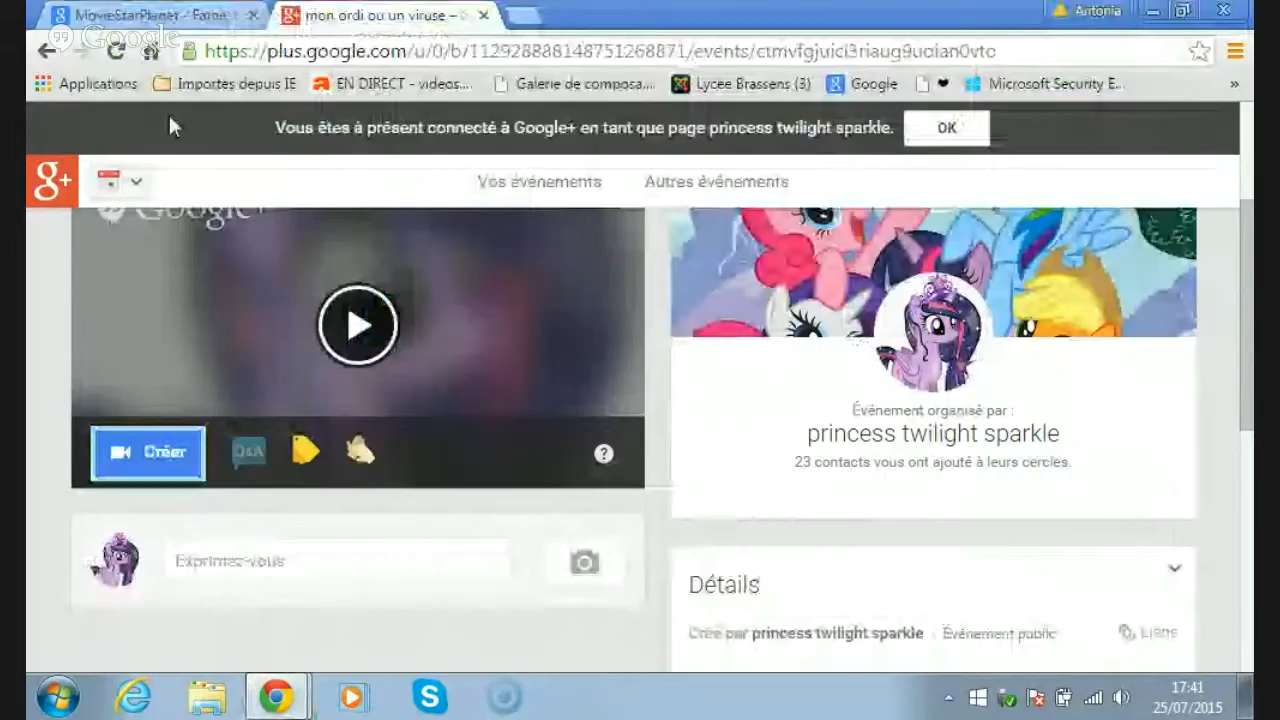 MovieStarPlanet - Fame
mon ordi ou un viruse -
Antonia
Google+
https://plus.google.com/u/0/b/112928888148751268871/events/
Applications
Importés depuis IE
EN DIRECT - videos....
Galerie de composa...
Lycee Brassens (3)
Google
Microsoft Security E...
»
Vous êtes à présent connecté à Google+ en tant que page princess twilight sparkle.
OK
g+
Vos événements
Autres événements
Google+
Créer
Q&A
?
Événement organisé par :
princess twilight sparkle
23 contacts vous ont ajouté à leurs cercles.
Exprimez-vous
Détails
Créé par princess twilight sparkle - Événement public
Liens
17:41
25/07/2015